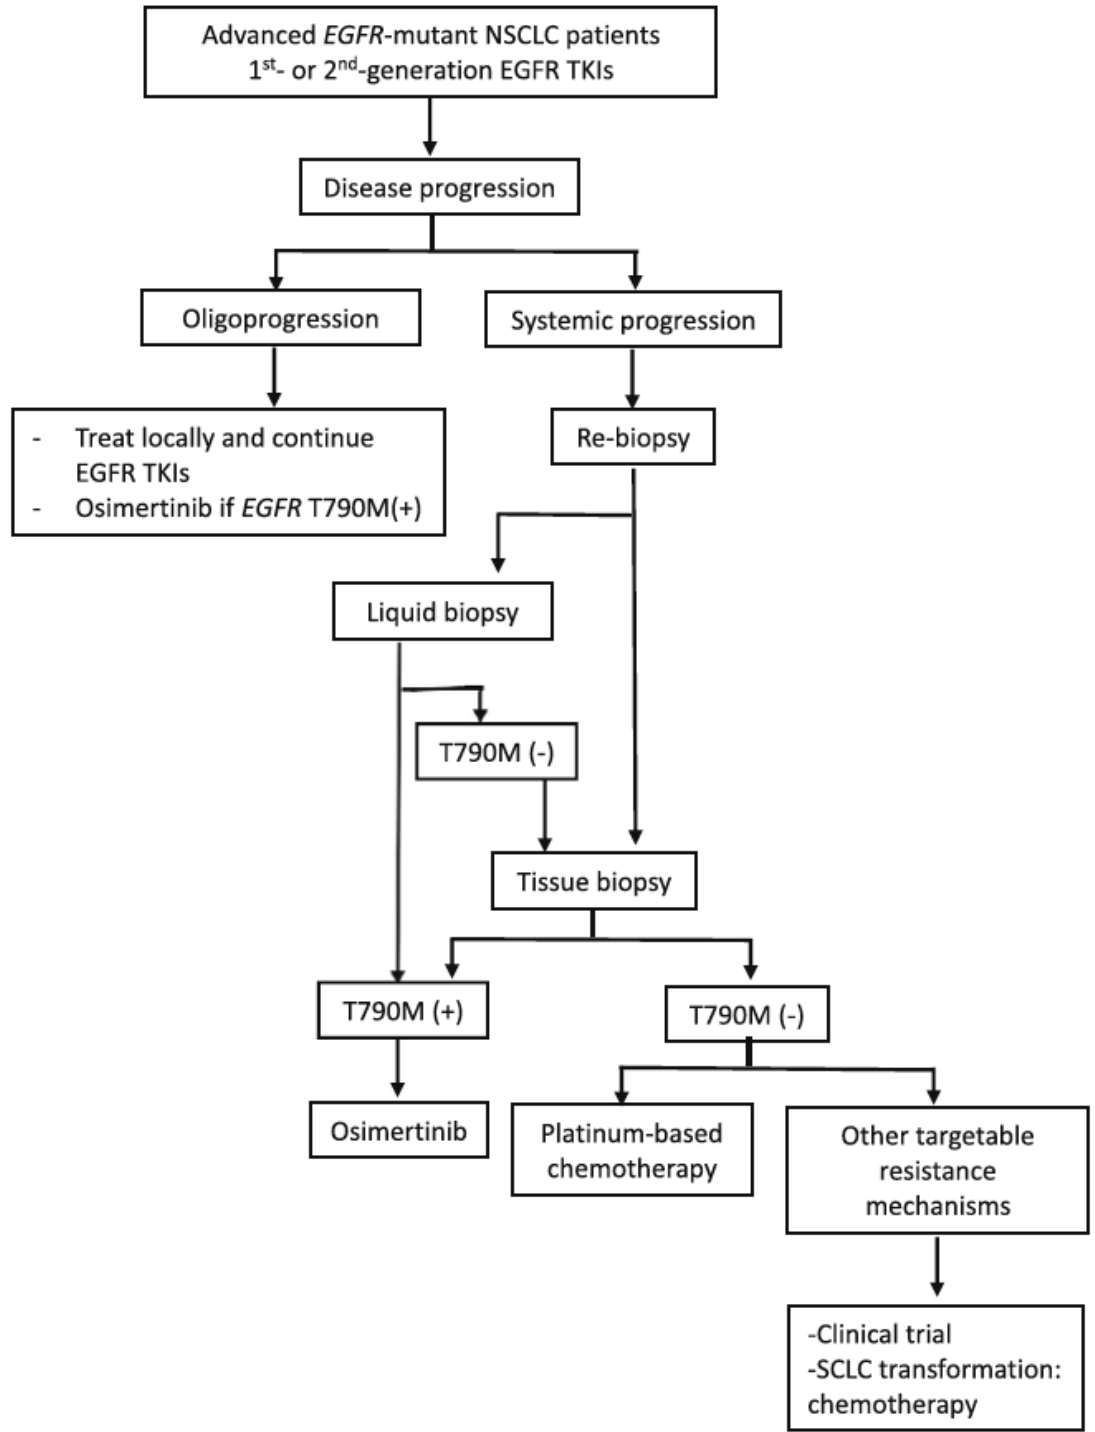 Advanced EGFR-mutant NSCLC patients
1st- or 2nd-generation EGFR TKIs
Disease progression
Oligoprogression
Systemic progression
- Treat locally and continue
EGFR TKIs
- Osimertinib if EGFR T790M(+)
Re-biopsy
Liquid biopsy
T790M (-)
Tissue biopsy
T790M (+)
T790M (-)
Osimertinib
Platinum-based
chemotherapy
Other targetable
resistance
mechanisms
-Clinical trial
-SCLC transformation:
chemotherapy